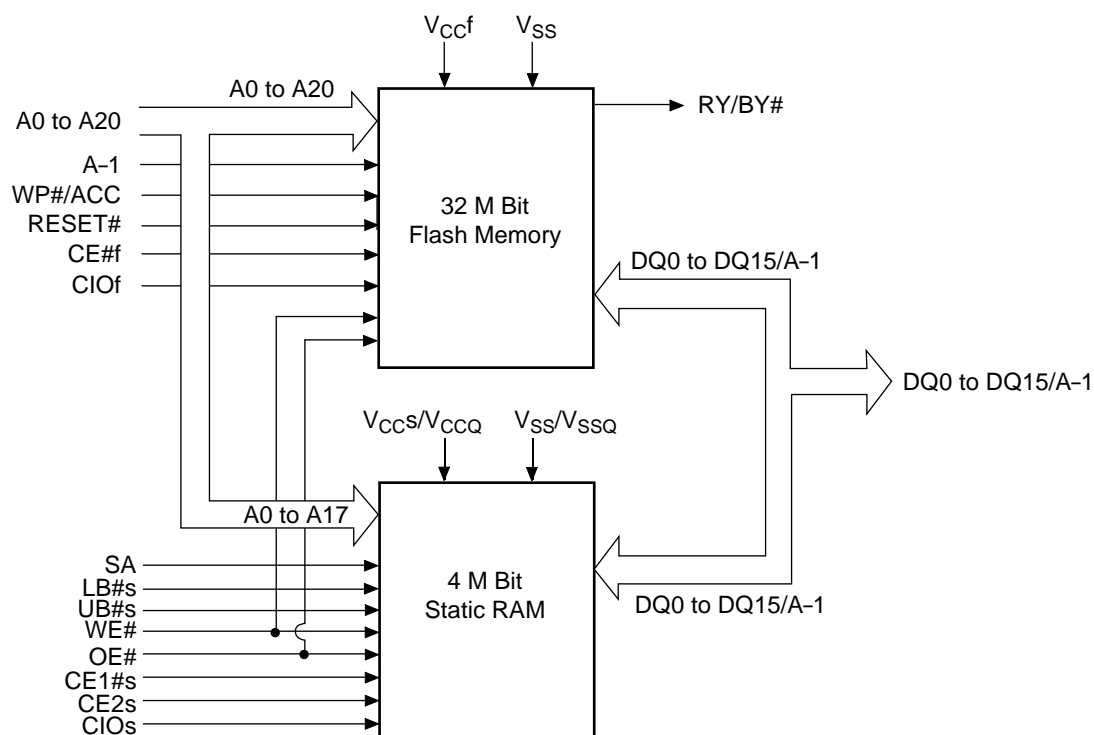 VCCf
VSS
A0 to A20
A0 to A20
RY/BY#
A–1
WP#/ACC
RESET#
CE#f
CIOf
32 M Bit
Flash Memory
DQ0 to DQ15/A–1
DQ0 to DQ15/A–1
VCCs/VCCQ
VSS/VSSQ
A0 to A17
SA
LB#s
UB#s
WE#
OE#
CE1#s
CE2s
CIOs
4 M Bit
Static RAM
DQ0 to DQ15/A–1